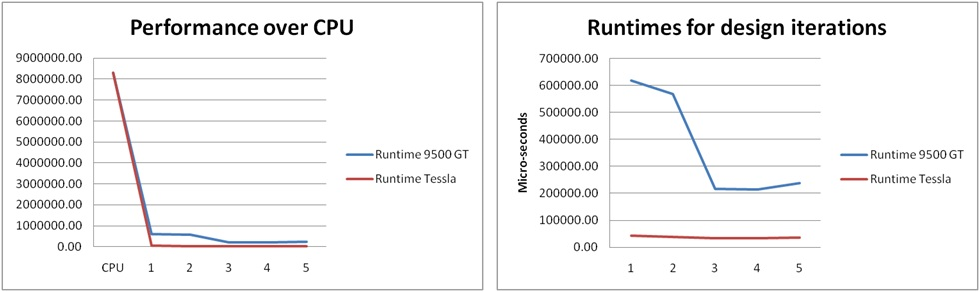 Performance over CPU
9000000.00
8000000.00
7000000.00
6000000.00
5000000.00
4000000.00
3000000.00
2000000.00
1000000.00
0.00
CPU 1 2 3 4 5
Runtime 9500 GT
Runtime Tessla
Runtimes for design iterations
Micro-seconds
700000.00
600000.00
500000.00
400000.00
300000.00
200000.00
100000.00
0.00
1 2 3 4 5
Runtime 9500 GT
Runtime Tessla